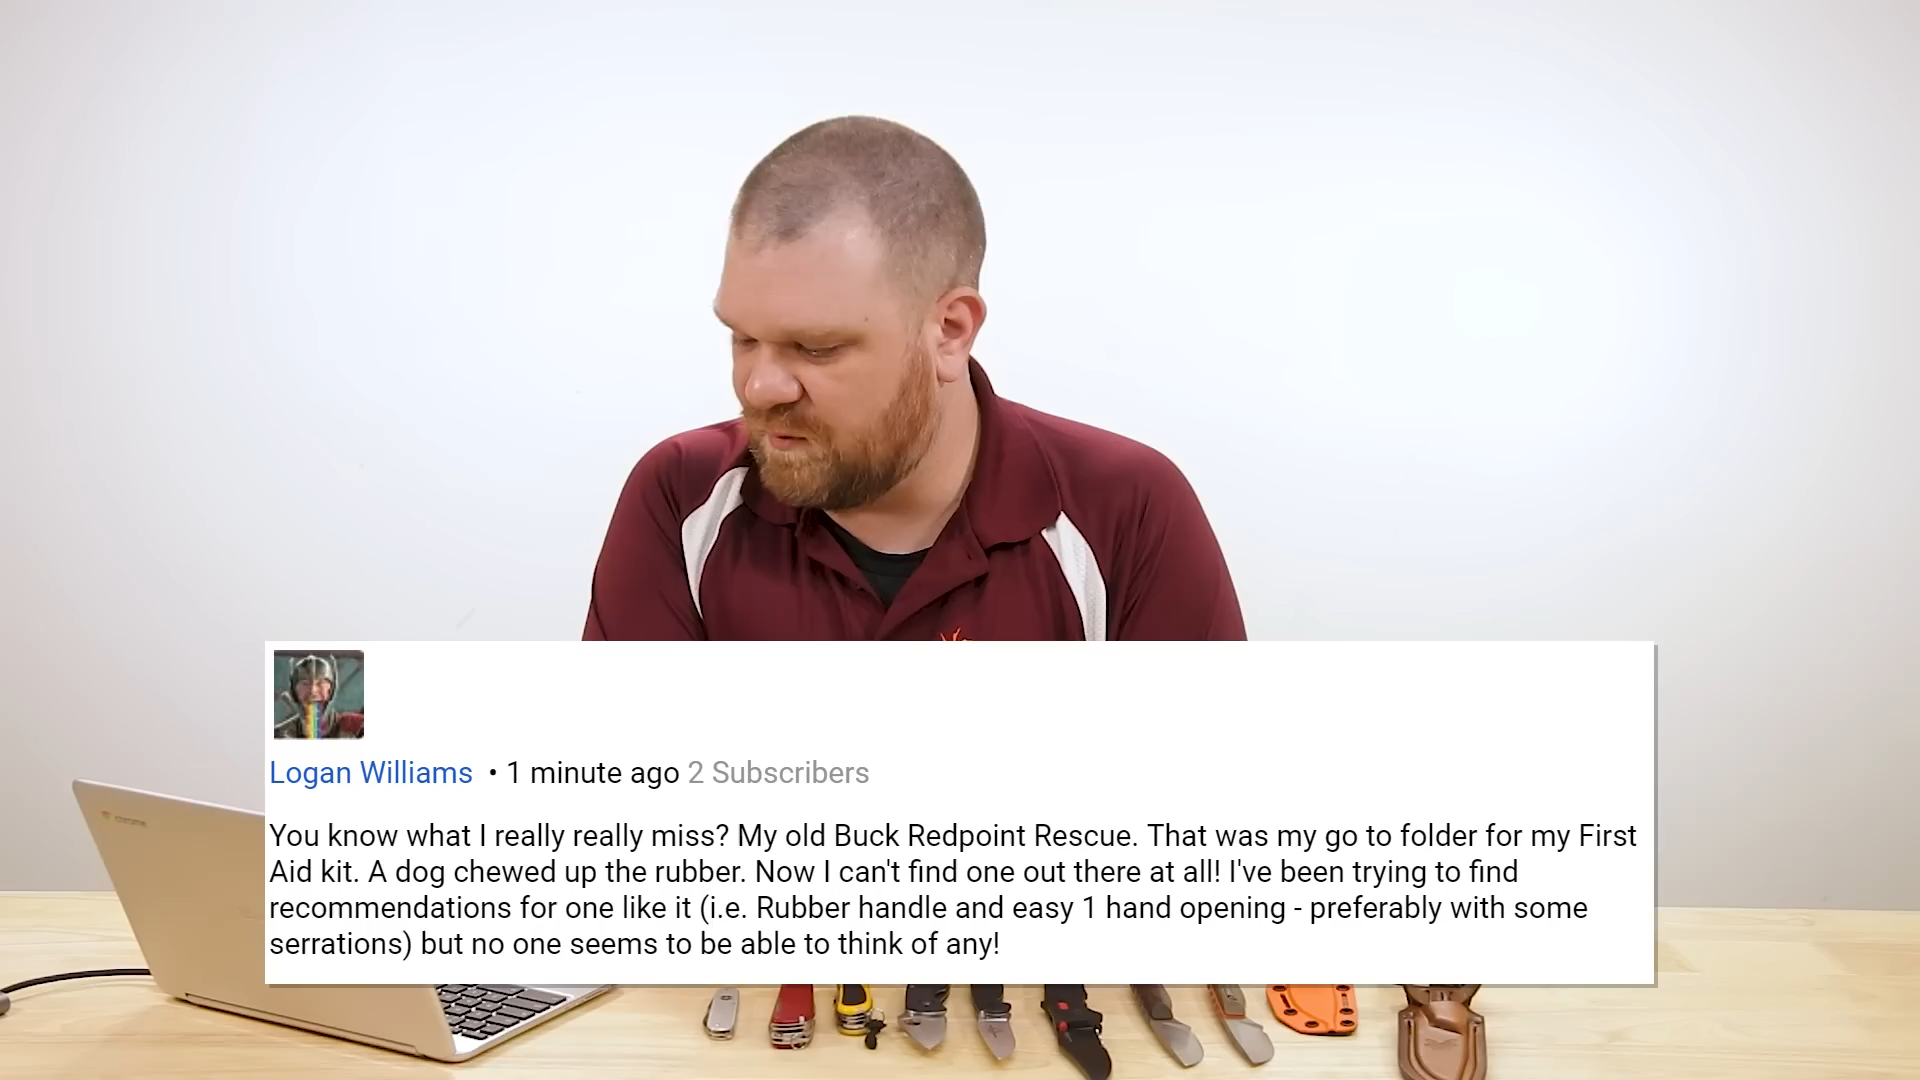 chrome
Logan Williams • 1 minute ago 2 Subscribers
You know what I really really miss? My old Buck Redpoint Rescue. That was my go to folder for my First
Aid kit. A dog chewed up the rubber. Now I can't find one out there at all! I've been trying to find
recommendations for one like it (i.e. Rubber handle and easy 1 hand opening - preferably with some
serrations) but no one seems to be able to think of any!